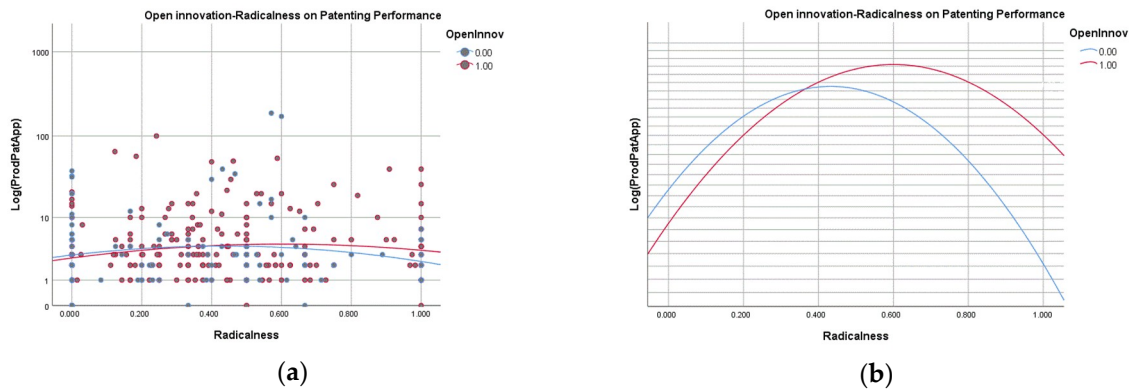 Open innovation-Radicalness on Patenting Performance
OpenInnov
0.00
1.00
1000
100
10
1
0
Log(ProdPatApp)
0.000 0.200 0.400 0.600 0.800 1.000
Radicalness
(a)
Open innovation-Radicalness on Patenting Performance
OpenInnov
0.00
1.00
Log(ProdPatApp)
0.000 0.200 0.400 0.600 0.800 1.000
Radicalness
(b)